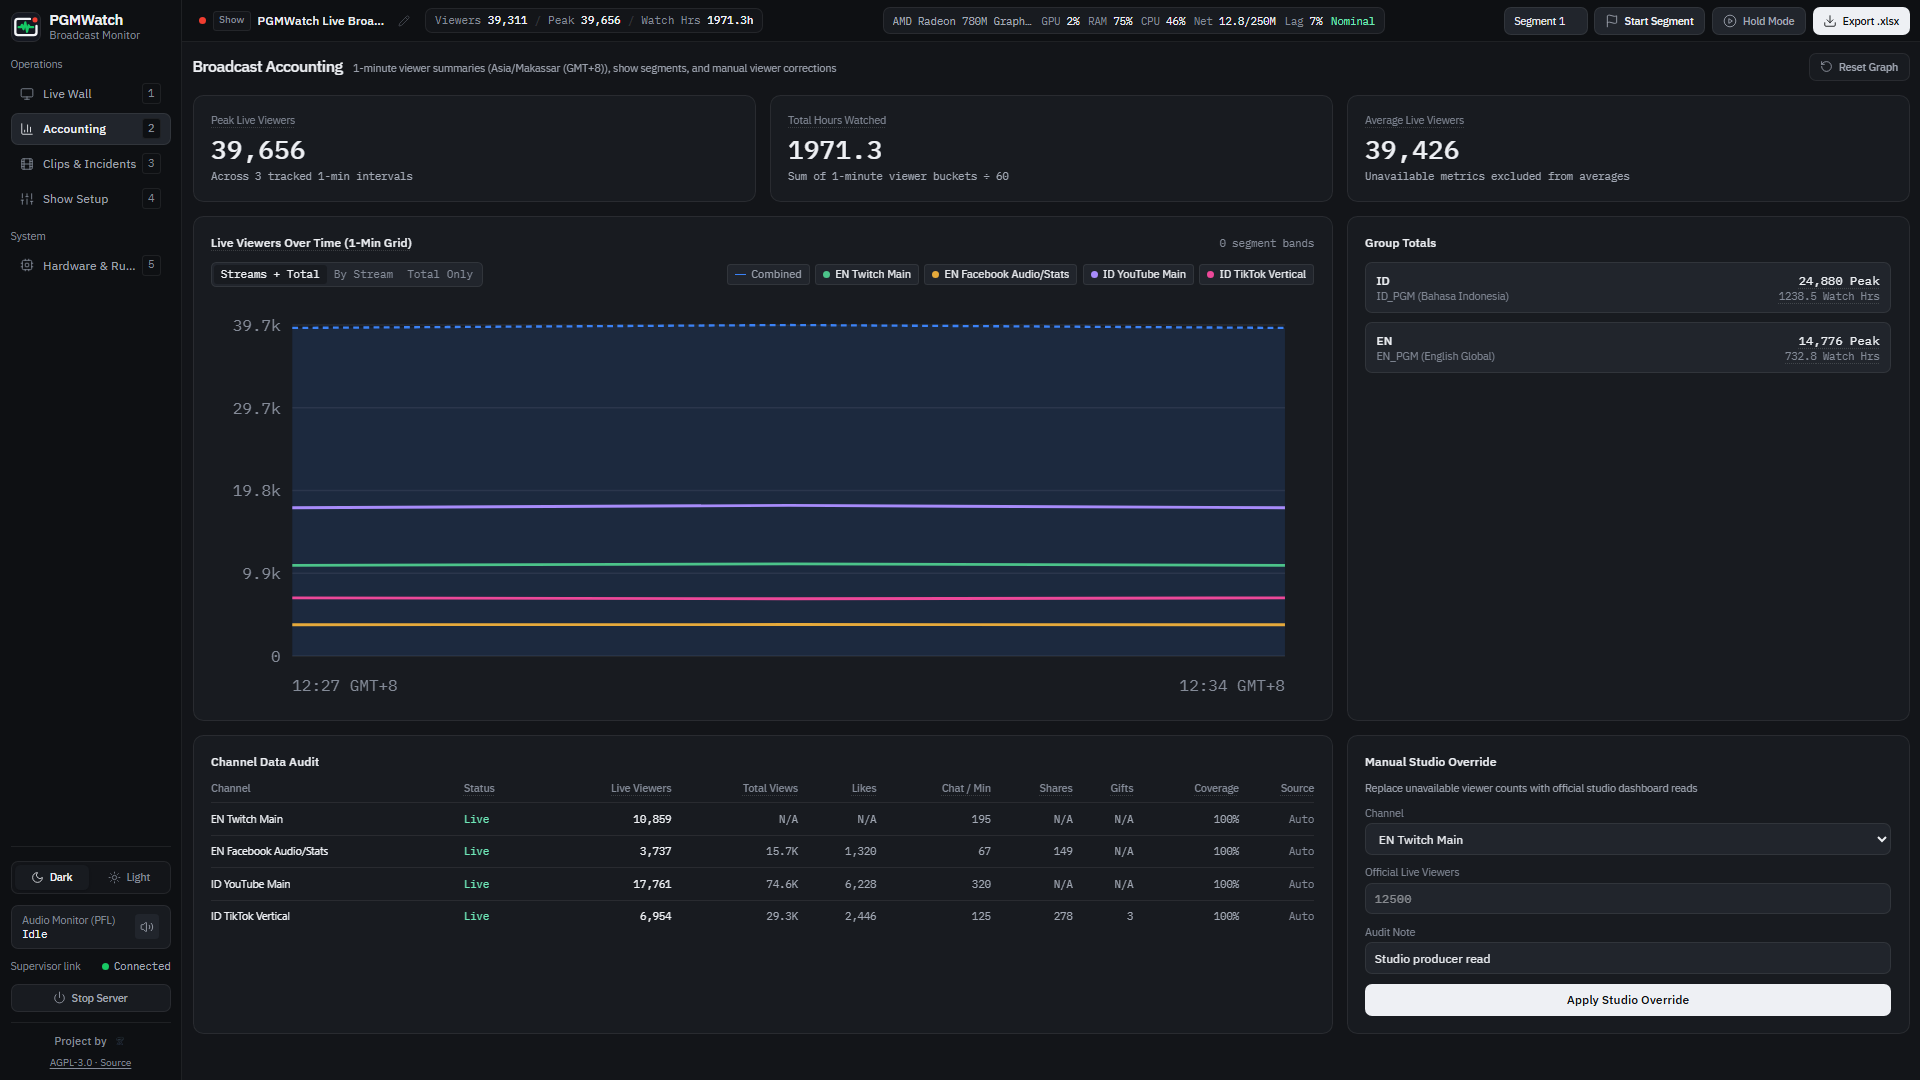 PGMWatch
Broadcast Monitor
Operations
Live Wall 1
Accounting 2
Clips & Incidents 3
Show Setup 4
System
Hardware & Ru... 5
Dark Light
Audio Monitor (PFL)
Idle
Supervisor link Connected
Stop Server
Project by
AGPL-3.0 · Source
Show PGMWatch Live Broa... Viewers 39,311 / Peak 39,656 / Watch Hrs 1971.3h
AMD Radeon 780M Graph... GPU 2% RAM 75% CPU 46% Net 12.8/250M Lag 7% Nominal
Segment 1 Start Segment Hold Mode Export .xlsx
Broadcast Accounting 1-minute viewer summaries (Asia/Makassar (GMT+8)), show segments, and manual viewer corrections Reset Graph
Peak Live Viewers
39,656
Across 3 tracked 1-min intervals
Total Hours Watched
1971.3
Sum of 1-minute viewer buckets ÷ 60
Average Live Viewers
39,426
Unavailable metrics excluded from averages
Live Viewers Over Time (1-Min Grid) 0 segment bands
Streams + Total By Stream Total Only
Combined EN Twitch Main EN Facebook Audio/Stats ID YouTube Main ID TikTok Vertical
39.7k
29.7k
19.8k
9.9k
0
12:27 GMT+8 12:34 GMT+8
Group Totals
ID 24,880 Peak
ID_PGM (Bahasa Indonesia) 1238.5 Watch Hrs
EN 14,776 Peak
EN_PGM (English Global) 732.8 Watch Hrs
Channel Data Audit
Channel Status Live Viewers Total Views Likes Chat / Min Shares Gifts Coverage Source
EN Twitch Main Live 10,859 N/A N/A 195 N/A N/A 100% Auto
EN Facebook Audio/Stats Live 3,737 15.7K 1,320 67 149 N/A 100% Auto
ID YouTube Main Live 17,761 74.6K 6,228 320 N/A N/A 100% Auto
ID TikTok Vertical Live 6,954 29.3K 2,446 125 278 3 100% Auto
Manual Studio Override
Replace unavailable viewer counts with official studio dashboard reads
Channel
EN Twitch Main
Official Live Viewers
12500
Audit Note
Studio producer read
Apply Studio Override